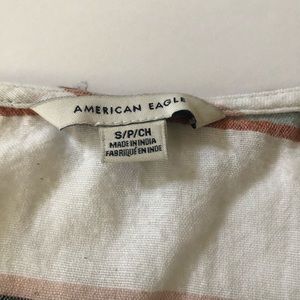 AMERICAN EAGLE
S/P/CH
MADE IN INDIA
FABRIQUÉ EN INDE